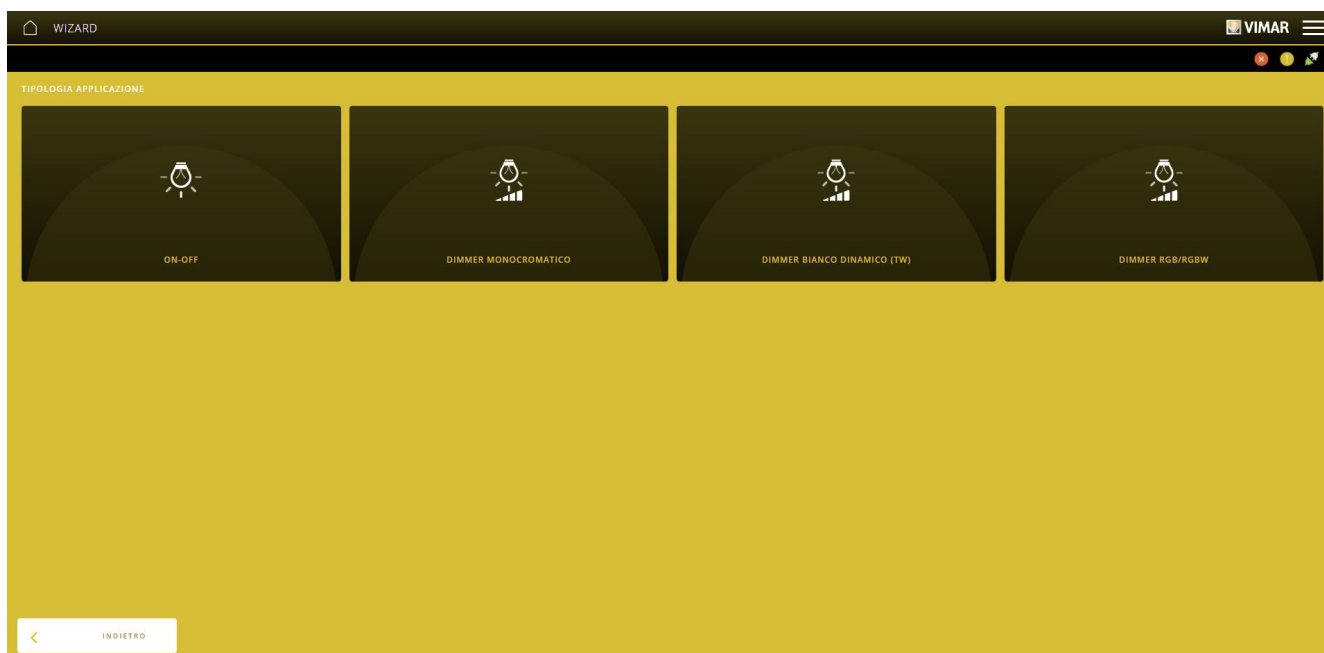 WIZARD
VIMAR
TIPOLOGIA APPLICAZIONE
ON-OFF
DIMMER MONOCROMATICO
DIMMER BIANCO DINAMICO (TW)
DIMMER RGB/RGBW
INDIETRO